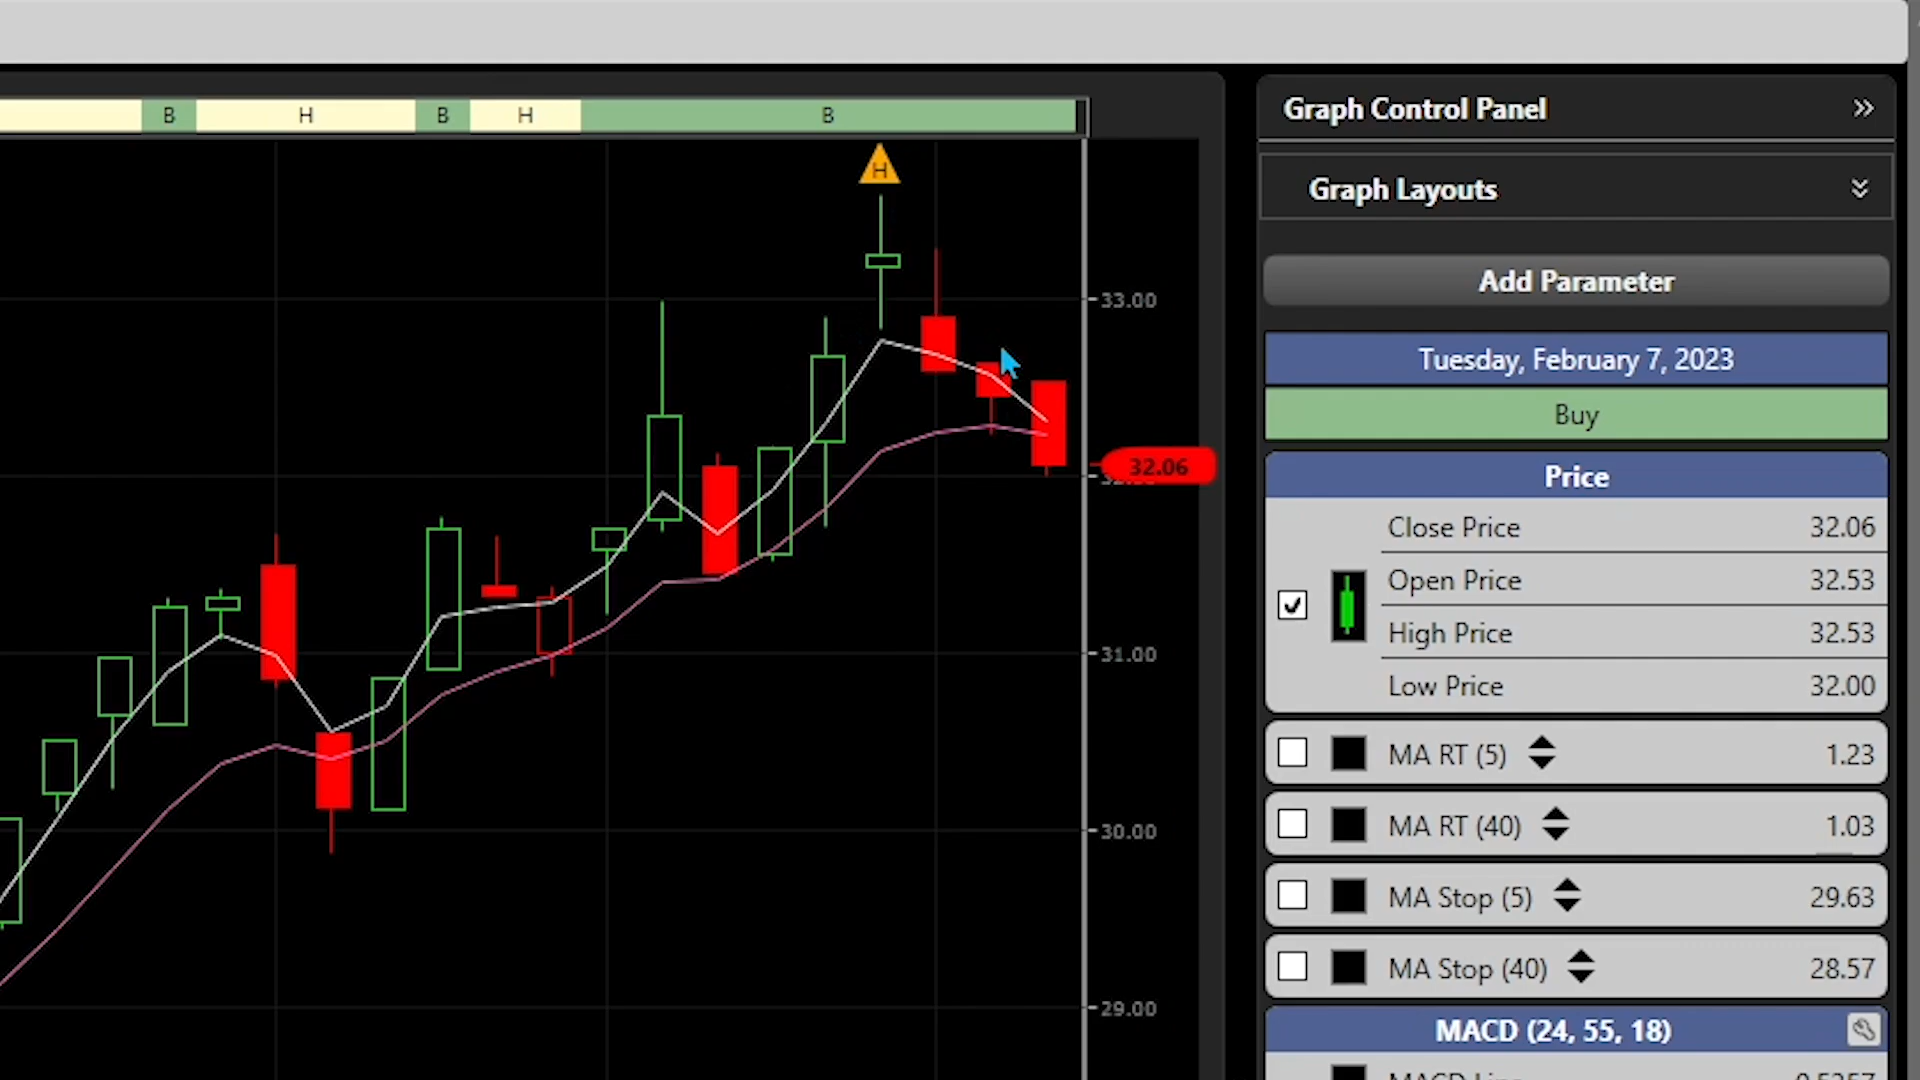 B H B H B
H
33.00
32.06
31.00
30.00
29.00
Graph Control Panel
Graph Layouts
Add Parameter
Tuesday, February 7, 2023
Buy
Price
Close Price 32.06
Open Price 32.53
High Price 32.53
Low Price 32.00
MA RT (5) 1.23
MA RT (40) 1.03
MA Stop (5) 29.63
MA Stop (40) 28.57
MACD (24, 55, 18)